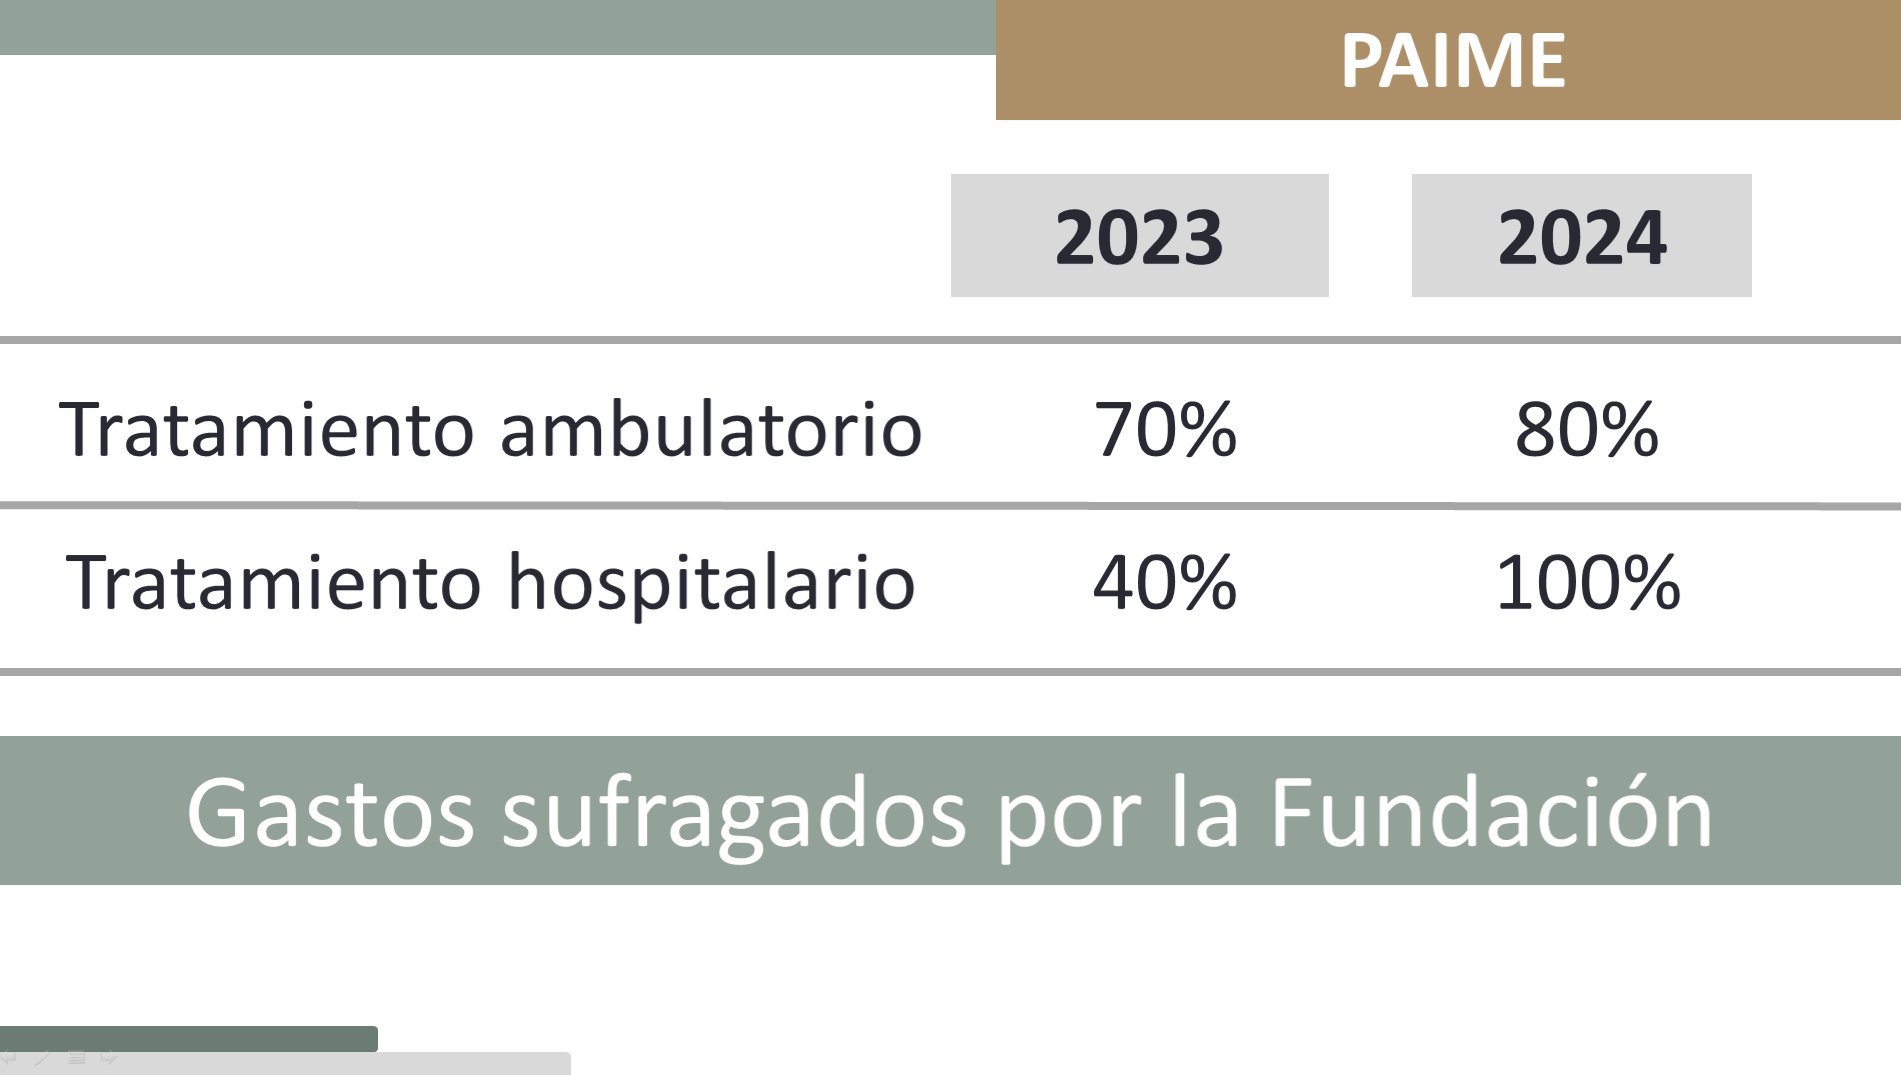 PAIME
2023 2024
Tratamiento ambulatorio 70% 80%
Tratamiento hospitalario 40% 100%
Gastos sufragados por la Fundación